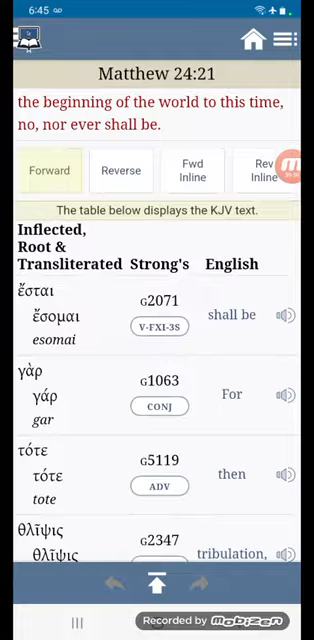 6:45
Matthew 24:21
the beginning of the world to this time,
no, nor ever shall be.
Forward
Reverse
Fwd
Inline
Rev
Inline
The table below displays the KJV text.
Inflected,
Root &
Transliterated Strong's English
ἔσται
ἔσομαι
esomai
G2071
V-FXI-3S
shall be
γὰρ
γάρ
gar
G1063
CONJ
For
τότε
τότε
tote
G5119
ADV
then
θλῖψις
θλῖψις
G2347
tribulation,
Recorded by mobizen